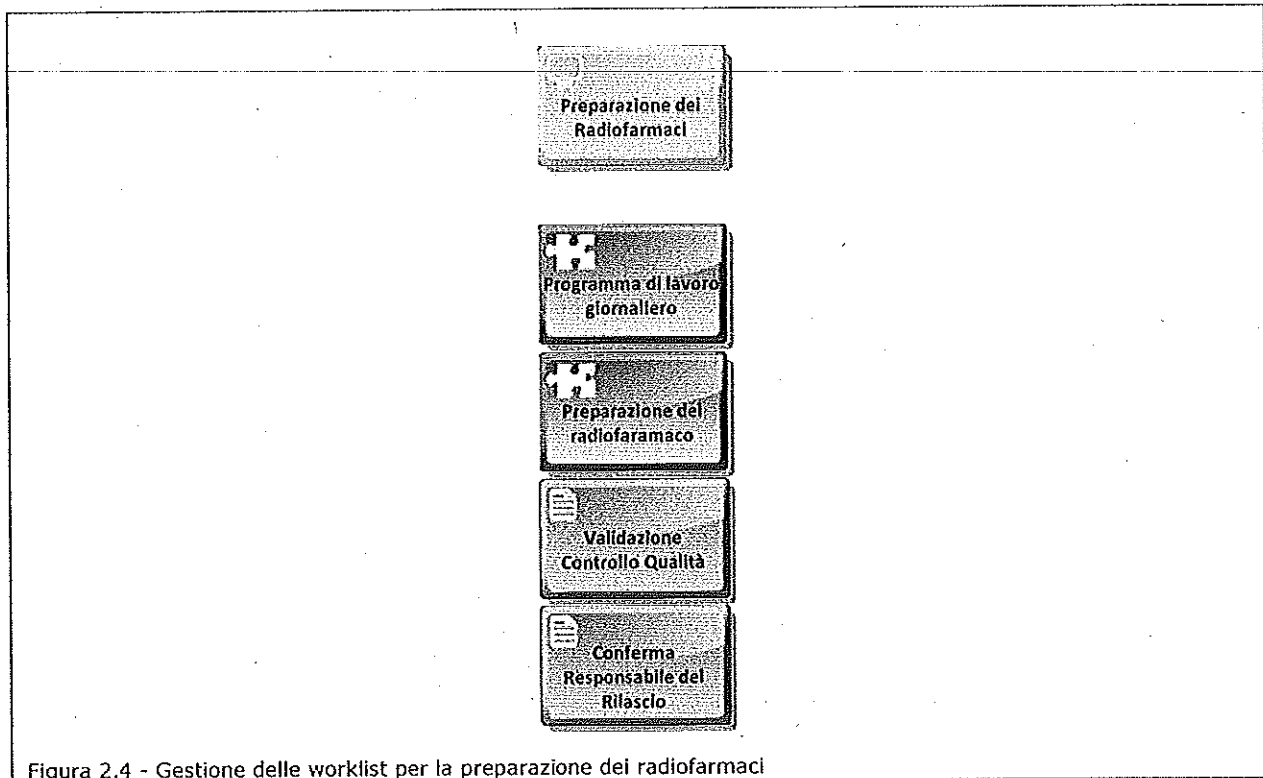 Preparazione dei
Radiofarmaci
Programma di lavoro
giornaliero
Preparazione del
radiofaramaco
Validazione
Controllo Qualità
Conferma
Responsabile del
Rilascio
Figura 2.4 - Gestione delle worklist per la preparazione dei radiofarmaci